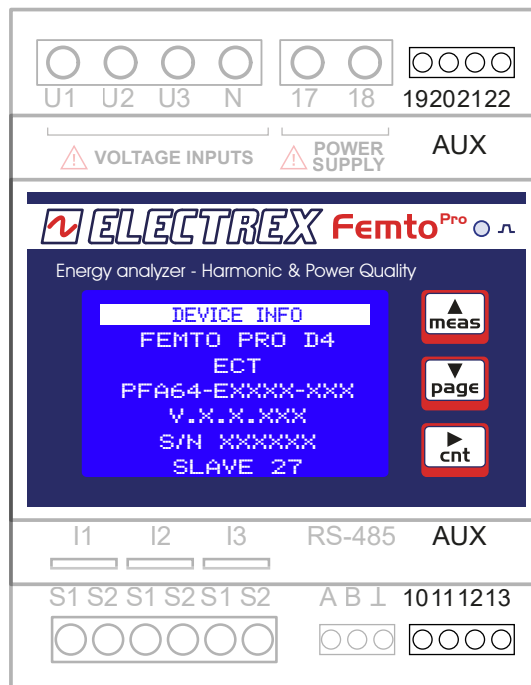 U1 U2 U3 N 17 18 19202122
VOLTAGE INPUTS POWER SUPPLY AUX
ELECTREX Femto Pro
Energy analyzer - Harmonic & Power Quality
DEVICE INFO
FEMTO PRO D4
ECT
PFA64-EXXXX-XXX
V.X.X.XXX
S/N XXXXXX
SLAVE 27
meas
page
cnt
I1 I2 I3 RS-485 AUX
S1 S2 S1 S2 S1 S2 A B ⊥ 10111213